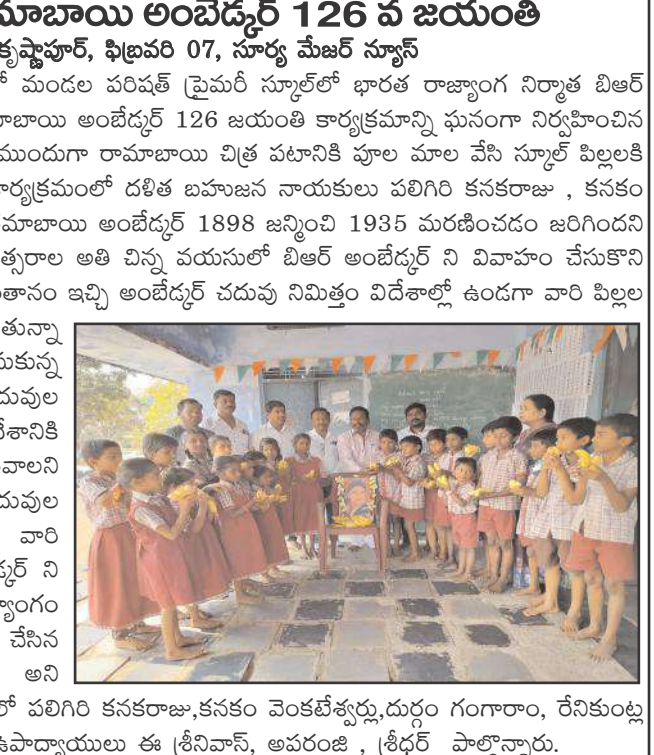 మాబాయి అంబేడ్కర్ 126 వ జయంతి
కృష్ణాపూర్, ఫిబ్రవరి 07, సూర్య మేజర్ న్యూస్
మండల పరిషత్ ప్రైమరీ స్కూల్‌లో భారత రాజ్యాంగ నిర్మాత బిఆర్
మాబాయి అంబేడ్కర్ 126 జయంతి కార్యక్రమాన్ని ఘనంగా నిర్వహించిన
ముందుగా రామాబాయి చిత్ర పటానికి పూల మాల వేసి స్కూల్ పిల్లలకి
ార్యక్రమంలో దళిత బహుజన నాయకులు పలిగిరి కనకరాజు , కనకం
మాబాయి అంబేడ్కర్ 1898 జన్మించి 1935 మరణించడం జరిగిందని
త్సరాల అతి చిన్న వయసులో బిఆర్ అంబేడ్కర్ ని వివాహం చేసుకొని
తానం ఇచ్చి అంబేడ్కర్ చదువు నిమిత్తం విదేశాల్లో ఉండగా వారి పిల్లల
తున్నా
సుకున్న
దువుల
దేశానికి
వాలని
దువుల
వారి
డ్కర్ ని
్యాంగం
చేసిన
అని
లో పలిగిరి కనకరాజు,కనకం వెంకటేశ్వర్లు,దుర్గం గంగారాం, రేనికుంట్ల
ఉపాద్యాయులు ఈ శ్రీనివాస్, అపరంజి , శ్రీధర్ పాల్గొన్నారు.